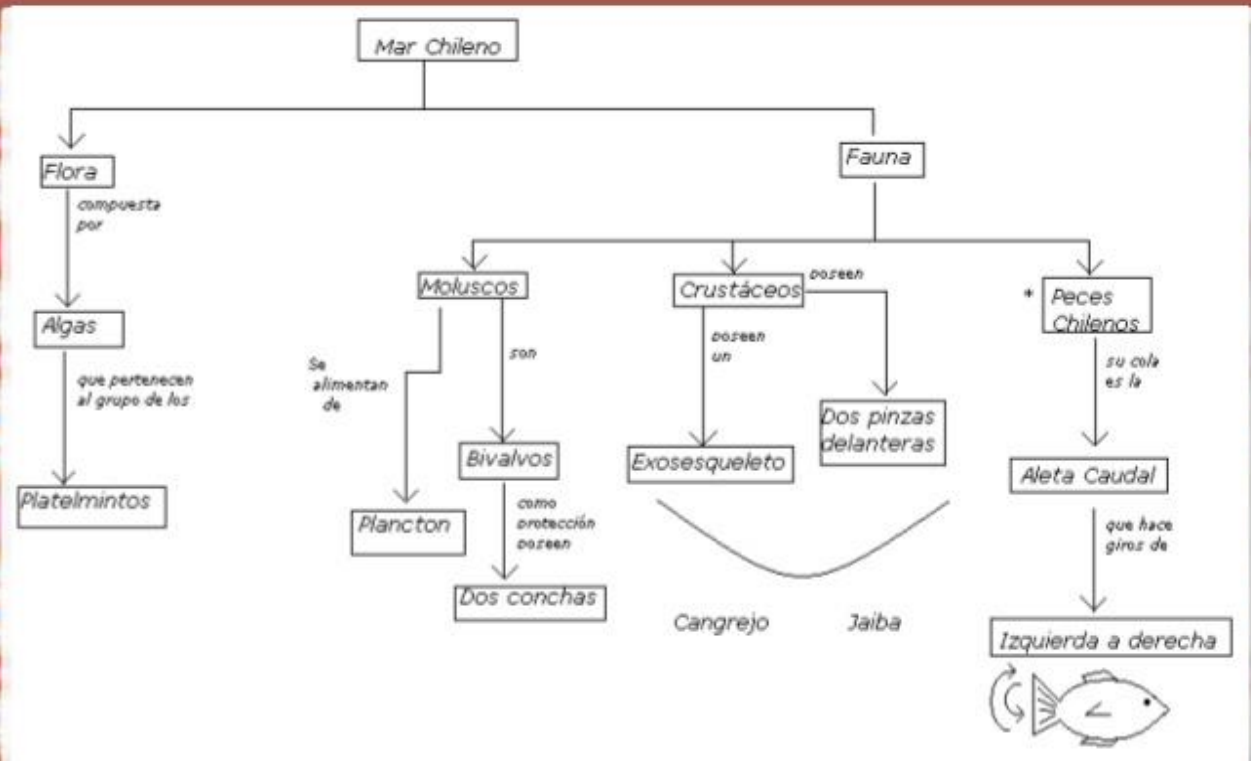 Mar Chileno
Flora
Fauna
compuesta
por
Algas
que pertenecen
al grupo de los
Platelmintos
Moluscos
Se
alimentan
de
Plancton
son
Bivalvos
como
protección
poseen
Dos conchas
Crustáceos
poseen
un
Exosesqueleto
poseen
Dos pinzas
delanteras
Cangrejo
Jaiba
* Peces
Chilenos
su cola
es la
Aleta Caudal
que hace
giros de
Izquierda a derecha